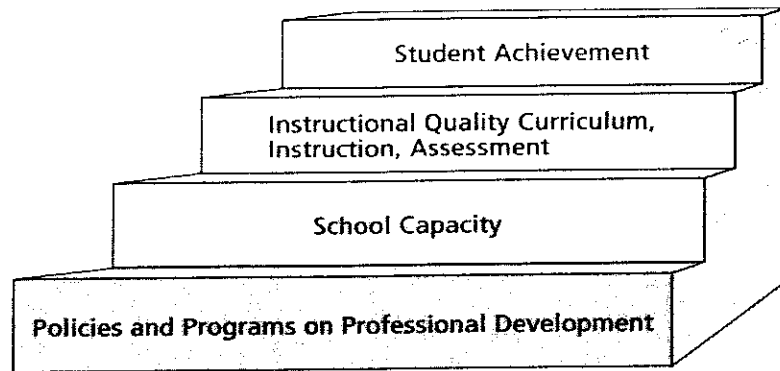 Student Achievement
Instructional Quality Curriculum,
Instruction, Assessment
School Capacity
Policies and Programs on Professional Development